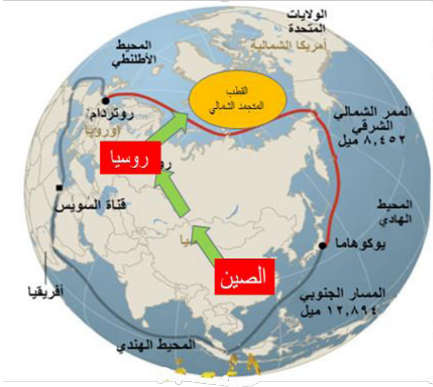 الولايات
المتحدة
أمريكا الشمالية
المحيط
الأطلنطي
القطب
المتجمد الشمالي
روتردام
أوروبا
الممر الشمالي
الشرقي
٨,٤٥٢ ميل
روسيا
قناة السويس
المحيط
الهادي
يوكوهاما
الصين
أفريقيا
المسار الجنوبي
١٢,٨٩٤ ميل
المحيط الهندي